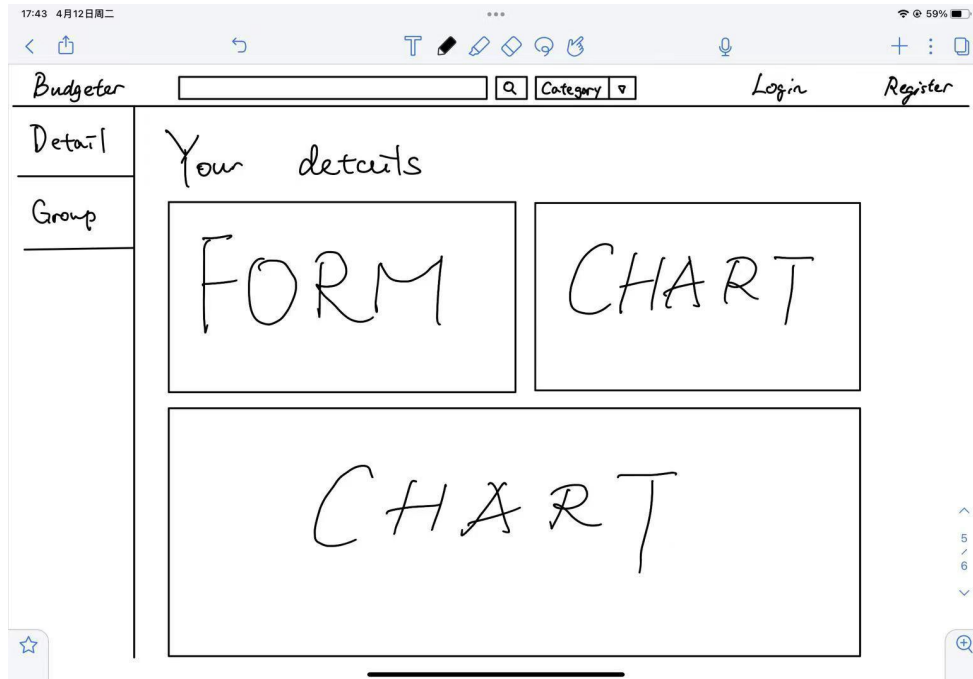 17:43 4月12日周二
59%
Budgeter Category Login Register
Detail
Group
Your details
FORM CHART
CHART
5
/
6